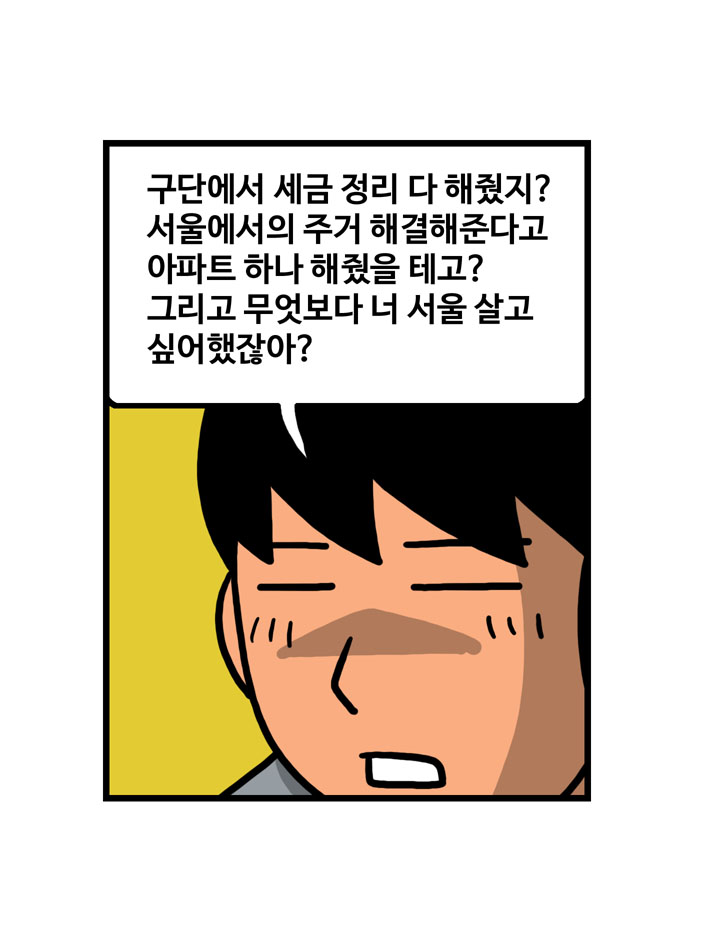 구단에서 세금 정리 다 해줬지?
서울에서의 주거 해결해준다고
아파트 하나 해줬을 테고?
그리고 무엇보다 너 서울 살고
싶어했잖아?